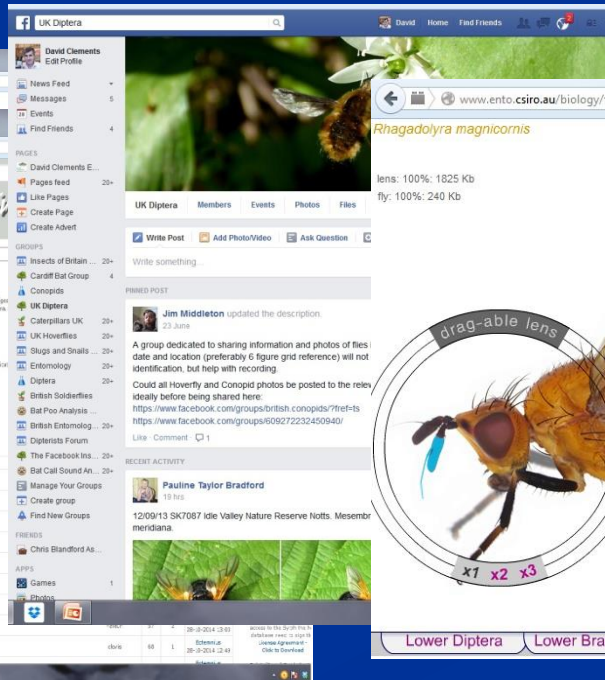 UK Diptera
David Home Find Friends
2
David Clements
Edit Profile
News Feed
Messages 5
Events
Find Friends 4
PAGES
David Clements E...
Pages feed 20+
Like Pages
Create Page
Create Advert
GROUPS
Insects of Britain ... 20+
Cardiff Bat Group 4
Conopids
UK Diptera
Caterpillars UK 20+
UK Hoverflies 20+
Slugs and Snails ... 20+
Entomology 20+
Diptera 20+
British Soldierflies
Bat Poo Analysis ...
British Entomolog... 20+
Dipterists Forum
The Facebook Ins... 20+
Bat Call Sound An... 20+
Manage Your Groups
Create group
Find New Groups
FRIENDS
Chris Blandford As...
APPS
Games 1
Photos
UK Diptera Members Events Photos Files
Write Post Add Photo/Video Ask Question
Write something...
PINNED POST
Jim Middleton updated the description.
23 June
A group dedicated to sharing information and photos of flies
date and location (preferably 6 figure grid reference) will not
identification, but help with recording.
Could all Hoverfly and Conopid photos be posted to the relev
ideally before being shared here:
https://www.facebook.com/groups/british.conopids/?fref=ts
https://www.facebook.com/groups/609272232450940/
Like · Comment · 1
RECENT ACTIVITY
Pauline Taylor Bradford
19 hrs
12/09/13 SK7087 Idle Valley Nature Reserve Notts. Mesembr
meridiana.
www.ento.csiro.au/biology/
Rhagadolyra magnicornis
lens: 100%: 1825 Kb
fly: 100%: 240 Kb
drag-able lens
x1 x2 x3
Lower Diptera Lower Bra
License Agreement -
Click to Download